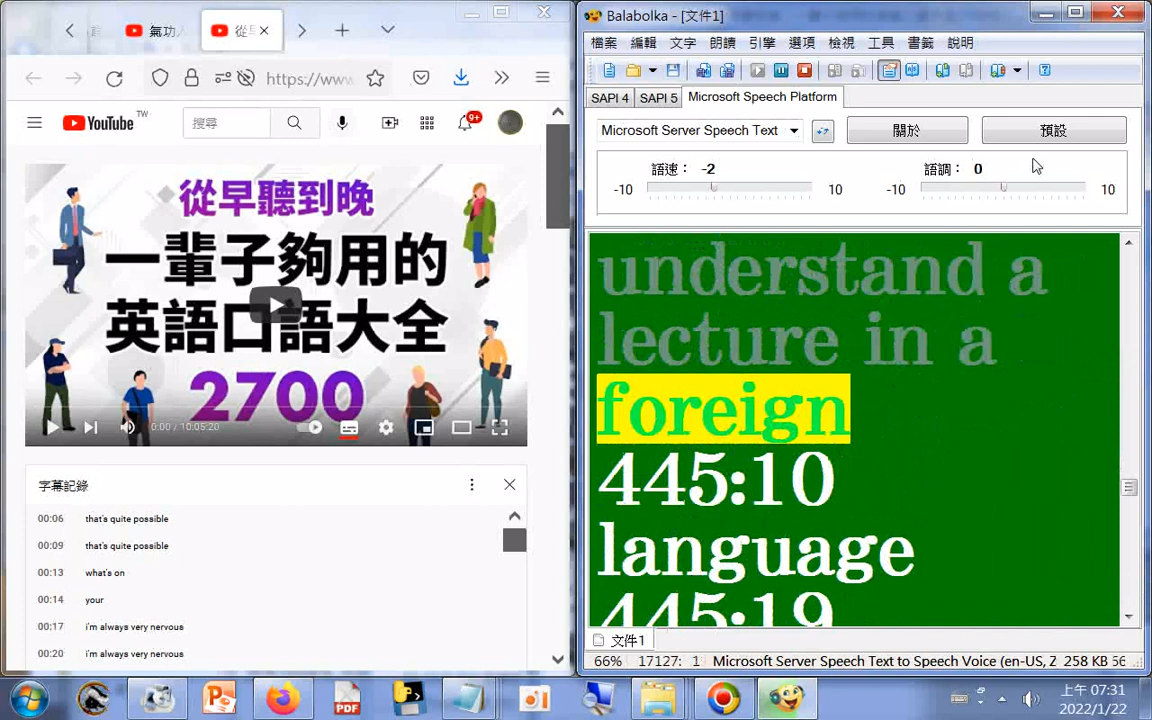 氣功
從
https://www
YouTube TW
搜尋
9+
從早聽到晚
一輩子夠用的
英語口語大全
2700
0:00 / 10:05:20
字幕記錄
00:06 that's quite possible
00:09 that's quite possible
00:13 what's on
00:14 your
00:17 i'm always very nervous
00:20 i'm always very nervous
Balabolka - [文件1]
檔案 編輯 文字 朗讀 引擎 選項 檢視 工具 書籤 說明
SAPI 4 SAPI 5 Microsoft Speech Platform
Microsoft Server Speech Text 關於 預設
語速： -2 語調： 0
-10 10 -10 10
understand a
lecture in a
foreign
445:10
language
445:19
文件1
66% 17127: 1 Microsoft Server Speech Text to Speech Voice (en-US, Z 258 KB 56
PDF
上午 07:31
2022/1/22